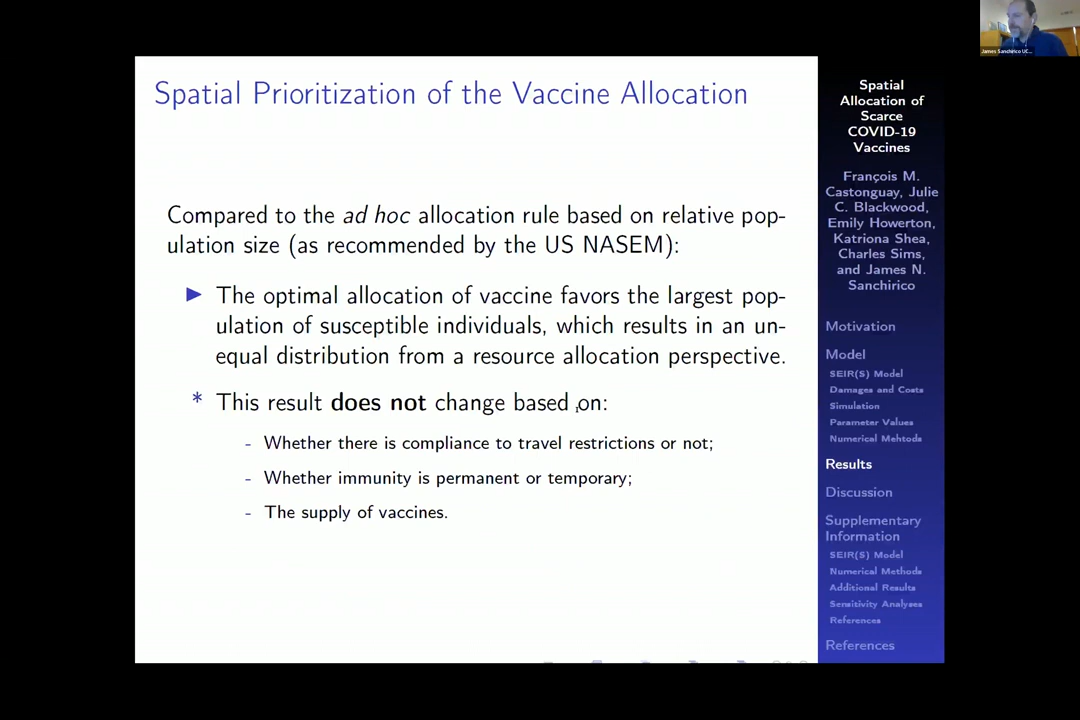 James Sanchirico UC...
Spatial Prioritization of the Vaccine Allocation
Compared to the ad hoc allocation rule based on relative pop-
ulation size (as recommended by the US NASEM):
▶ The optimal allocation of vaccine favors the largest pop-
ulation of susceptible individuals, which results in an un-
equal distribution from a resource allocation perspective.
* This result does not change based on:
- Whether there is compliance to travel restrictions or not;
- Whether immunity is permanent or temporary;
- The supply of vaccines.
Spatial
Allocation of
Scarce
COVID-19
Vaccines
François M.
Castonguay, Julie
C. Blackwood,
Emily Howerton,
Katriona Shea,
Charles Sims,
and James N.
Sanchirico
Motivation
Model
SEIR(S) Model
Damages and Costs
Simulation
Parameter Values
Numerical Mehtods
Results
Discussion
Supplementary
Information
SEIR(S) Model
Numerical Methods
Additional Results
Sensitivity Analyses
References
References